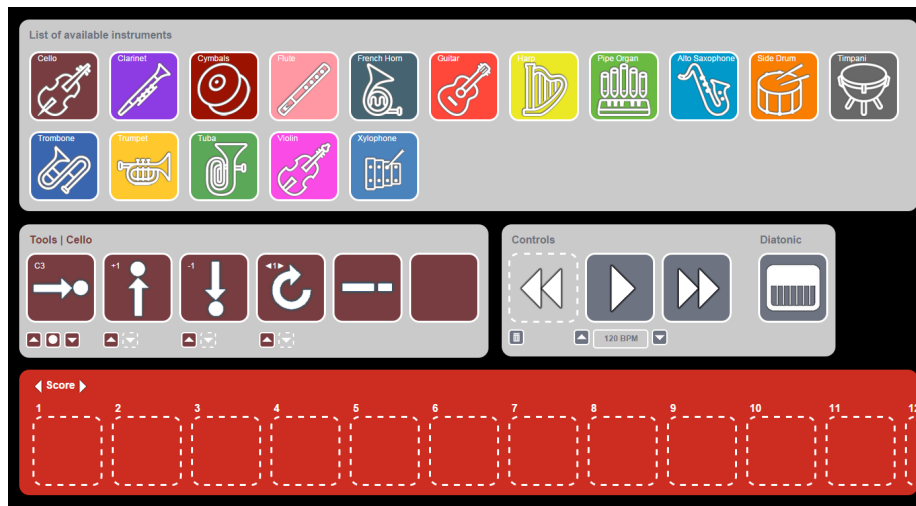 List of available instruments
Cello Clarinet Cymbals Flute French Horn Guitar Harp Pipe Organ Alto Saxophone Side Drum Timpani
Trombone Trumpet Tuba Violin Xylophone
Tools | Cello
C3 +1 -1 ◄1►
Controls Diatonic
120 BPM
Score
1 2 3 4 5 6 7 8 9 10 11 12